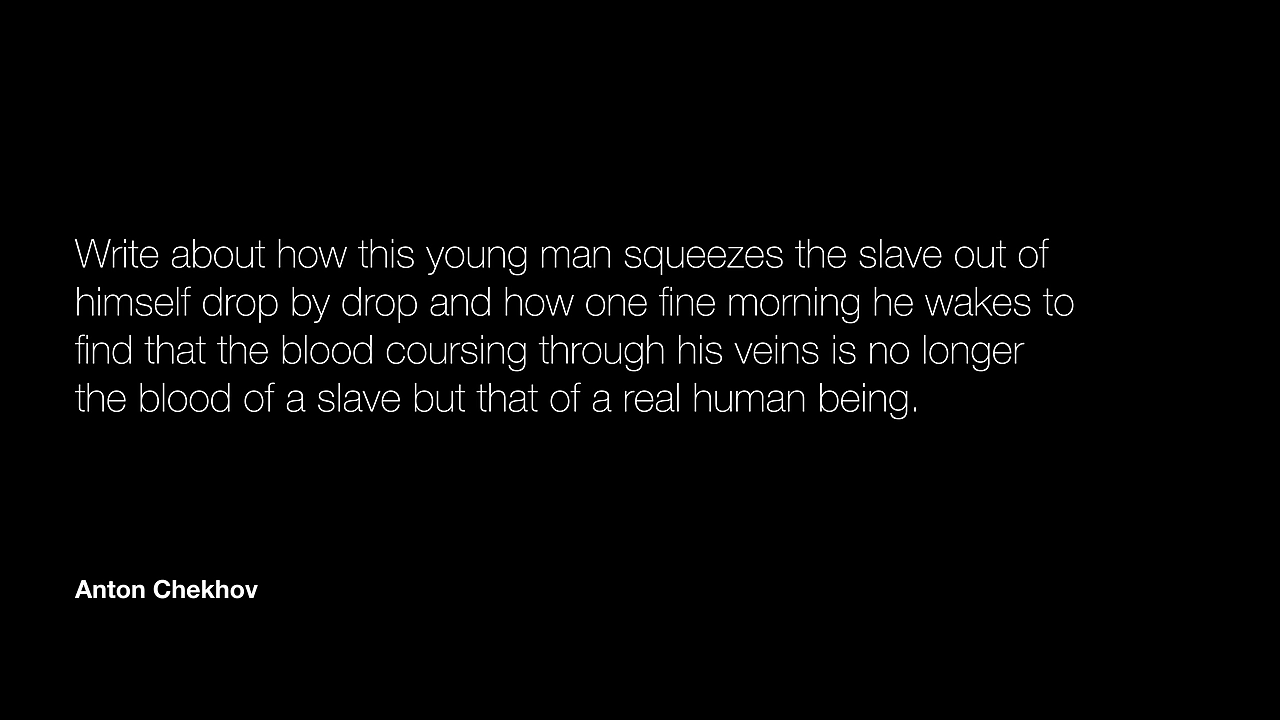 Write about how this young man squeezes the slave out of
himself drop by drop and how one fine morning he wakes to
find that the blood coursing through his veins is no longer
the blood of a slave but that of a real human being.
Anton Chekhov